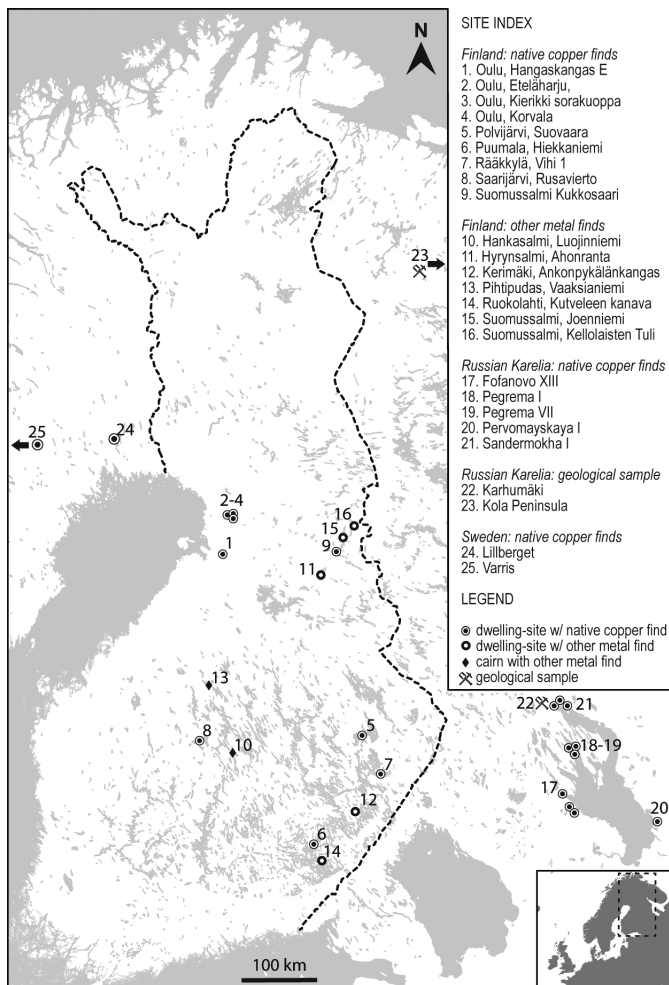 SITE INDEX
Finland: native copper finds
1. Oulu, Hangaskangas E
2. Oulu, Eteläharju,
3. Oulu, Kierikki sorakuoppa
4. Oulu, Korvala
5. Polvijärvi, Suovaara
6. Puumala, Hiekkaniemi
7. Rääkkylä, Vihi 1
8. Saarijärvi, Rusavierto
9. Suomussalmi Kukkosaari
Finland: other metal finds
10. Hankasalmi, Luojinniemi
11. Hyrynsalmi, Ahonranta
12. Kerimäki, Ankonpykälänkangas
13. Pihtipudas, Vaaksianiemi
14. Ruokolahti, Kutveleen kanava
15. Suomussalmi, Joenniemi
16. Suomussalmi, Kellolaisten Tuli
Russian Karelia: native copper finds
17. Fofanovo XIII
18. Pegrema I
19. Pegrema VII
20. Pervomayskaya I
21. Sandermokha I
Russian Karelia: geological sample
22. Karhumäki
23. Kola Peninsula
Sweden: native copper finds
24. Lillberget
25. Varris
LEGEND
dwelling-site w/ native copper find
dwelling-site w/ other metal find
cairn with other metal find
geological sample
N
23
25
24
2-4
1
16
15
9
11
13
8
10
5
7
12
6
14
22
21
18-19
17
20
100 km